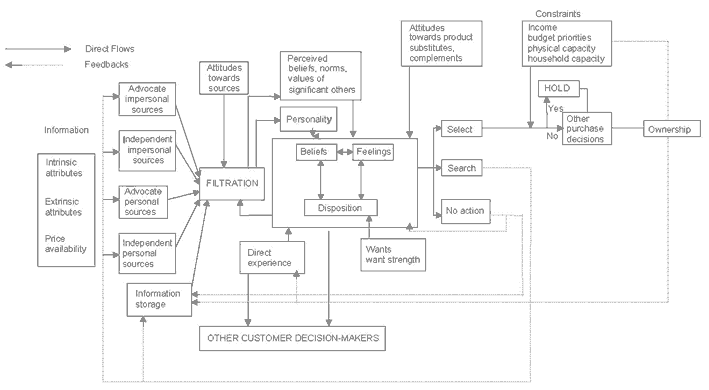 Constraints
Direct Flows
Feedbacks
Information
Intrinsic
attributes
Extrinsic
attributes
Price
availability
Advocate
impersonal
sources
Independent
impersonal
sources
Advocate
personal
sources
Independent
personal
sources
Information
storage
Attitudes
towards
sources
FILTRATION
Perceived
beliefs, norms,
values of
significant others
Personality
Beliefs
Feelings
Disposition
Direct
experience
Wants
want strength
OTHER CUSTOMER DECISION-MAKERS
Attitudes
towards product
substitutes,
complements
Select
Search
No action
Income
budget priorities
physical capacity
household capacity
HOLD
Yes
No
Other
purchase
decisions
Ownership